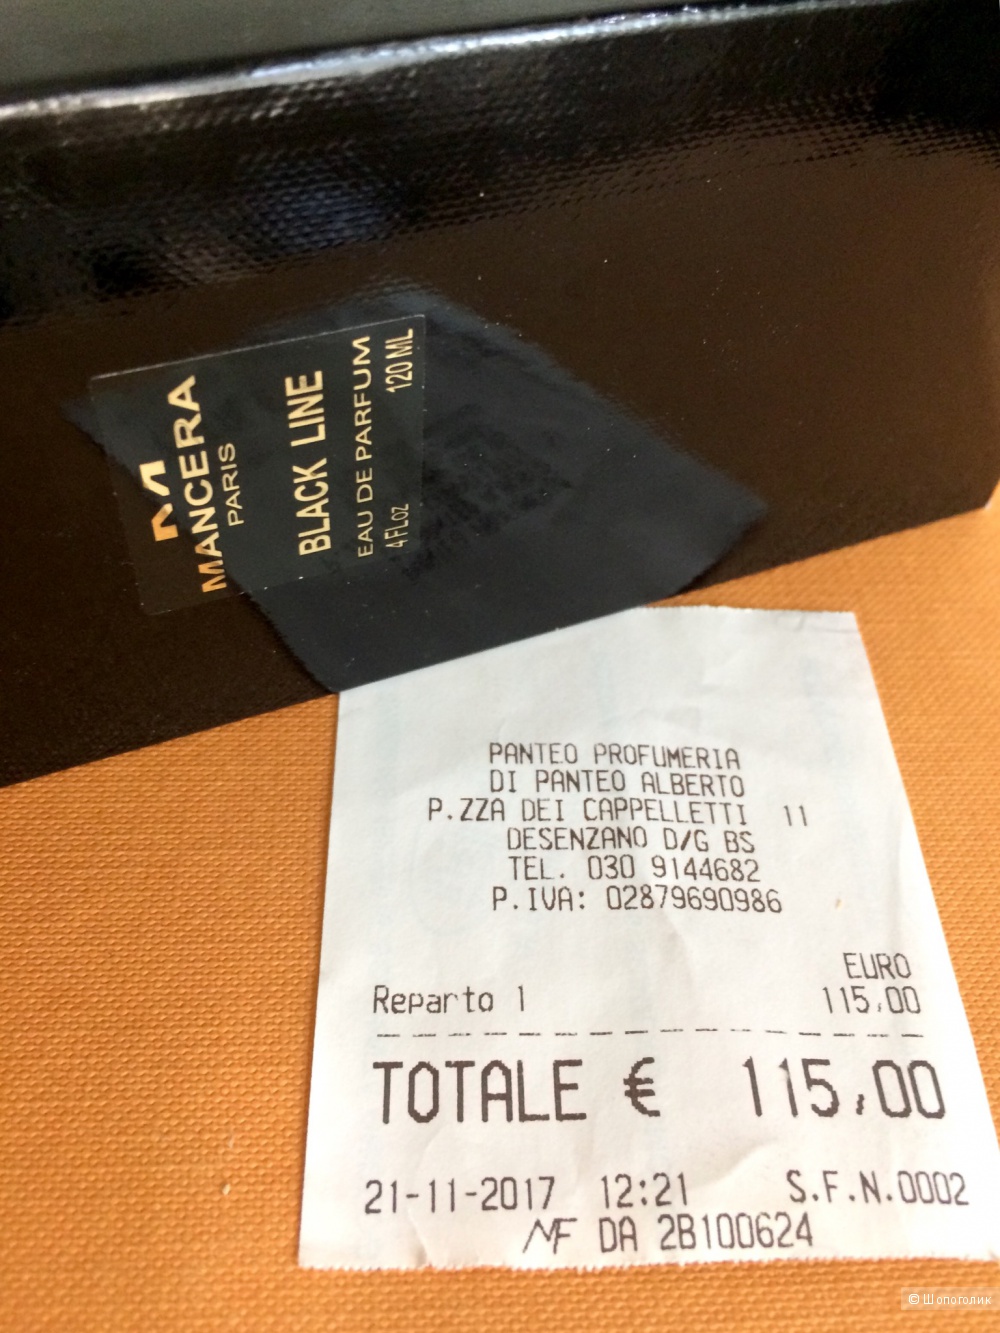 M
MANCERA
PARIS
BLACK LINE
EAU DE PARFUM
4 FL.OZ 120 ML
PANTEO PROFUMERIA
DI PANTEO ALBERTO
P.ZZA DEI CAPPELLETTI 11
DESENZANO D/G BS
TEL. 030 9144682
P.IVA: 02879690986
EURO
Reparto 1 115,00
TOTALE € 115,00
21-11-2017 12:21 S.F.N.0002
MF DA 2B100624
© Шопоголик